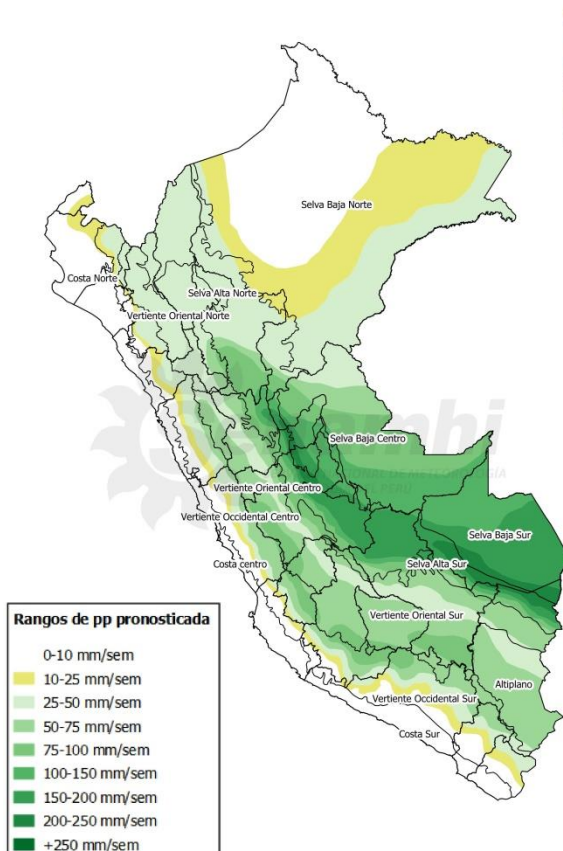 Selva Baja Norte
Costa Norte
Selva Alta Norte
Vertiente Oriental Norte
Selva Baja Centro
Vertiente Oriental Centro
Vertiente Occidental Centro
Selva Baja Sur
Costa centro
Selva Alta Sur
Vertiente Oriental Sur
Altiplano
Vertiente Occidental Sur
Costa Sur
Rangos de pp pronosticada
0-10 mm/sem
10-25 mm/sem
25-50 mm/sem
50-75 mm/sem
75-100 mm/sem
100-150 mm/sem
150-200 mm/sem
200-250 mm/sem
+250 mm/sem